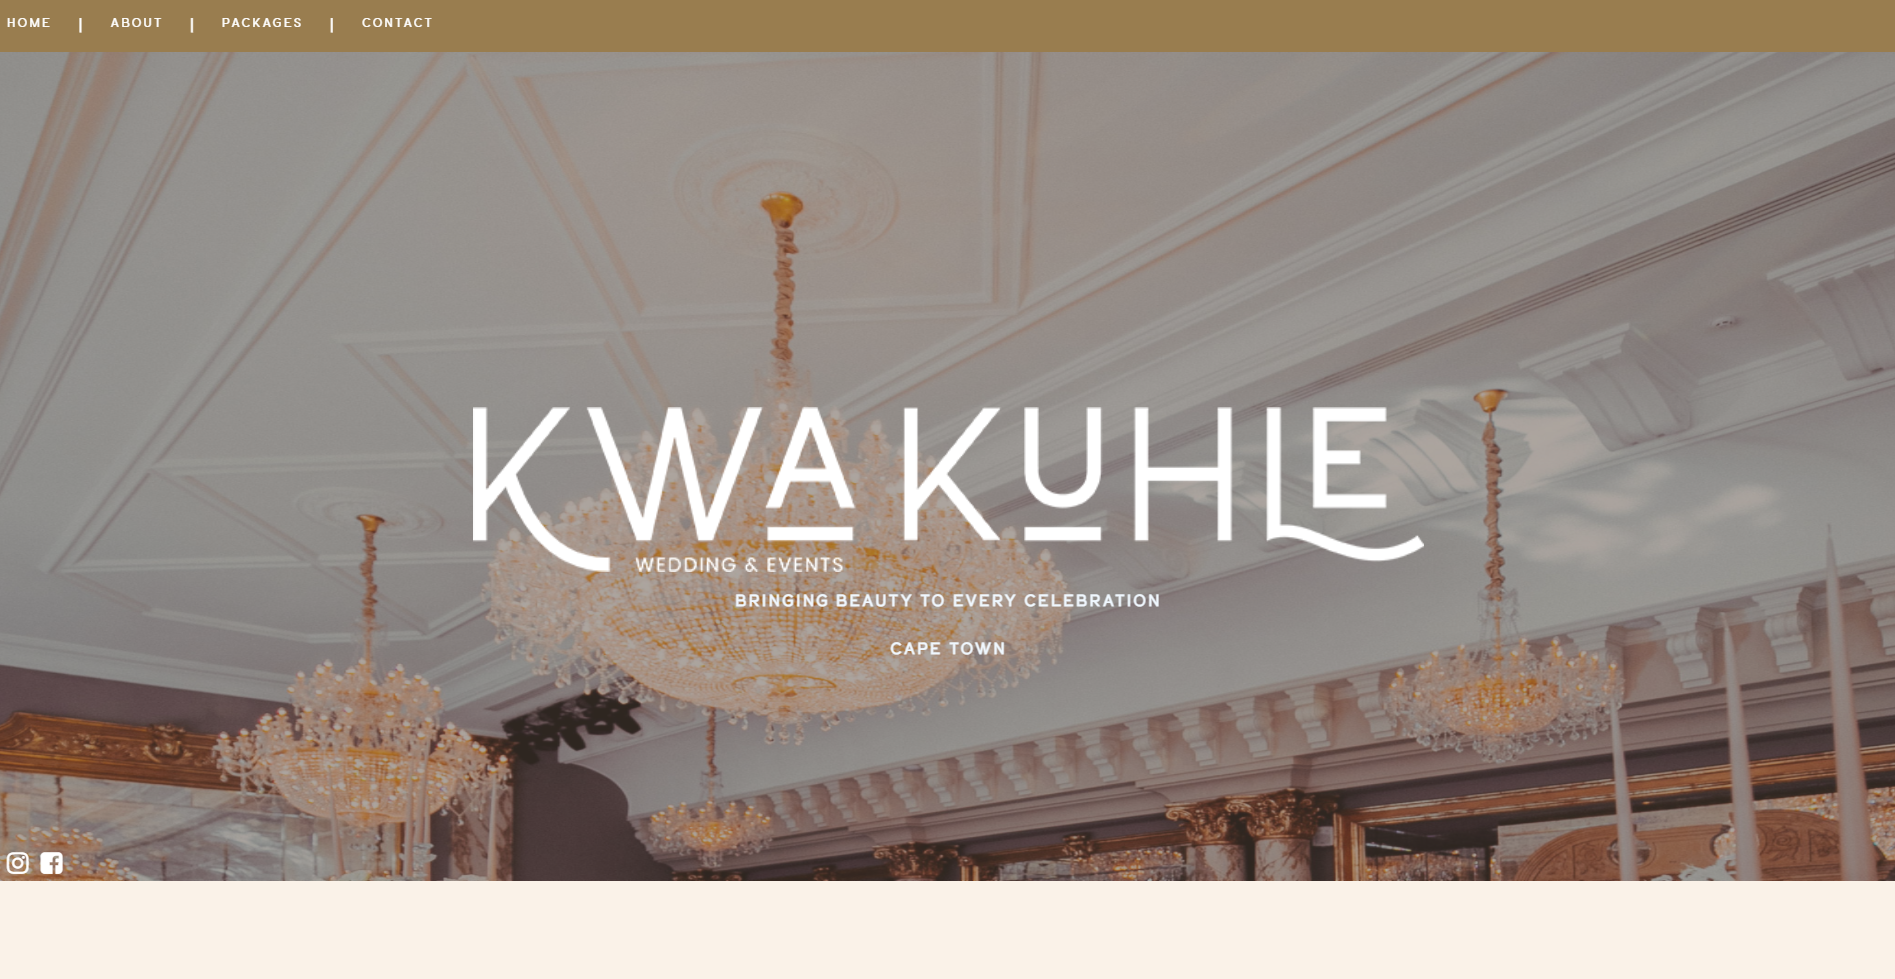 HOME | ABOUT | PACKAGES | CONTACT
KWA KUHLE
WEDDING & EVENTS
BRINGING BEAUTY TO EVERY CELEBRATION
CAPE TOWN